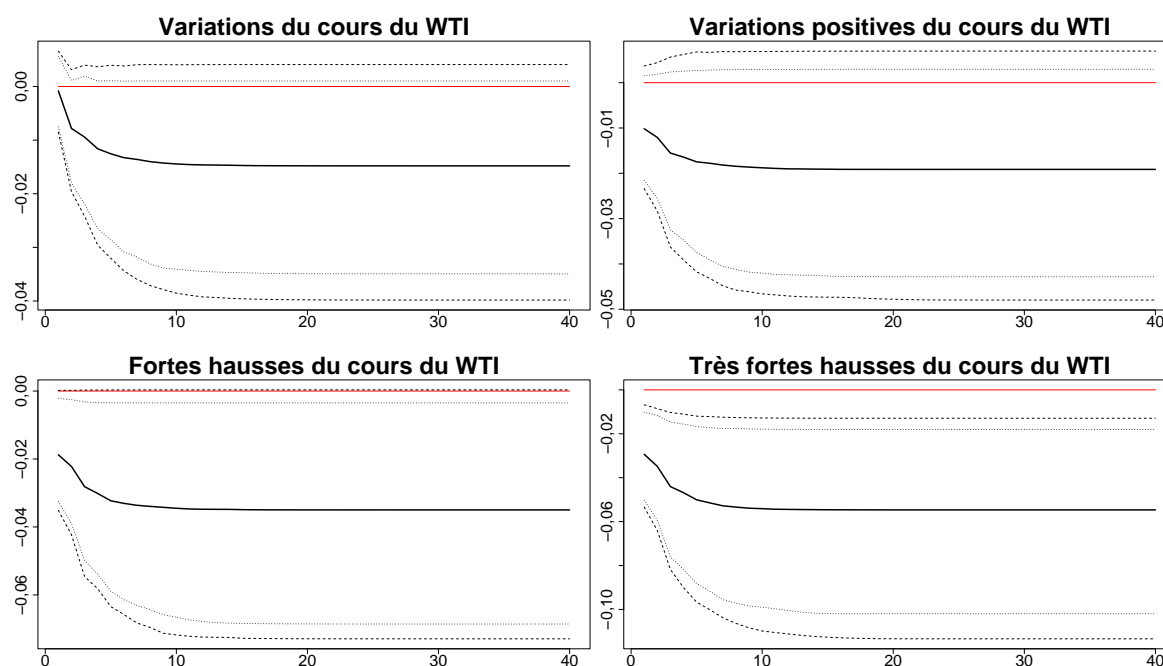 Variations du cours du WTI
0,00
−0,02
−0,04
0 10 20 30 40
Variations positives du cours du WTI
−0,01
−0,03
−0,05
0 10 20 30 40
Fortes hausses du cours du WTI
0,00
−0,02
−0,04
−0,06
0 10 20 30 40
Très fortes hausses du cours du WTI
−0,02
−0,06
−0,10
0 10 20 30 40